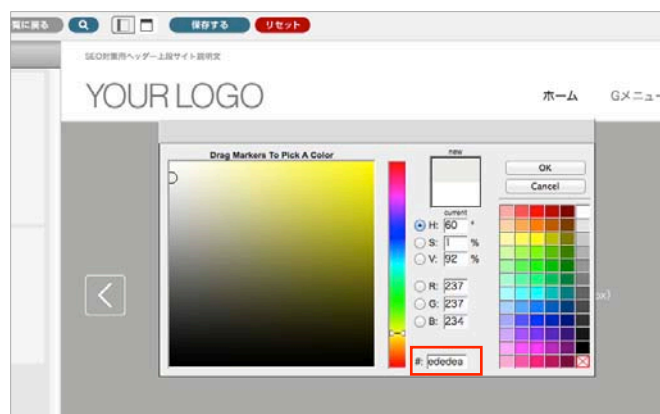 覧に戻る
保存する
リセット
SEO対策用ヘッダー上段サイト説明文
YOUR LOGO
ホーム
Gメニュー
Drag Markers To Pick A Color
new
current
OK
Cancel
H: 60 °
S: 1 %
V: 92 %
R: 237
G: 237
B: 234
#: ededea
px)